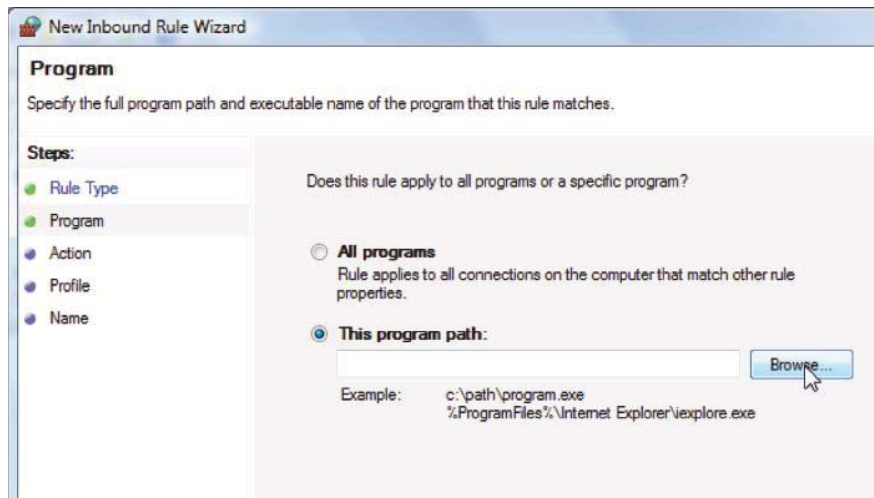 New Inbound Rule Wizard
Program
Specify the full program path and executable name of the program that this rule matches.
Steps:
Rule Type
Program
Action
Profile
Name
Does this rule apply to all programs or a specific program?
All programs
Rule applies to all connections on the computer that match other rule
properties.
This program path:
Browse...
Example: c:\path\program.exe
%ProgramFiles%\Internet Explorer\iexplore.exe